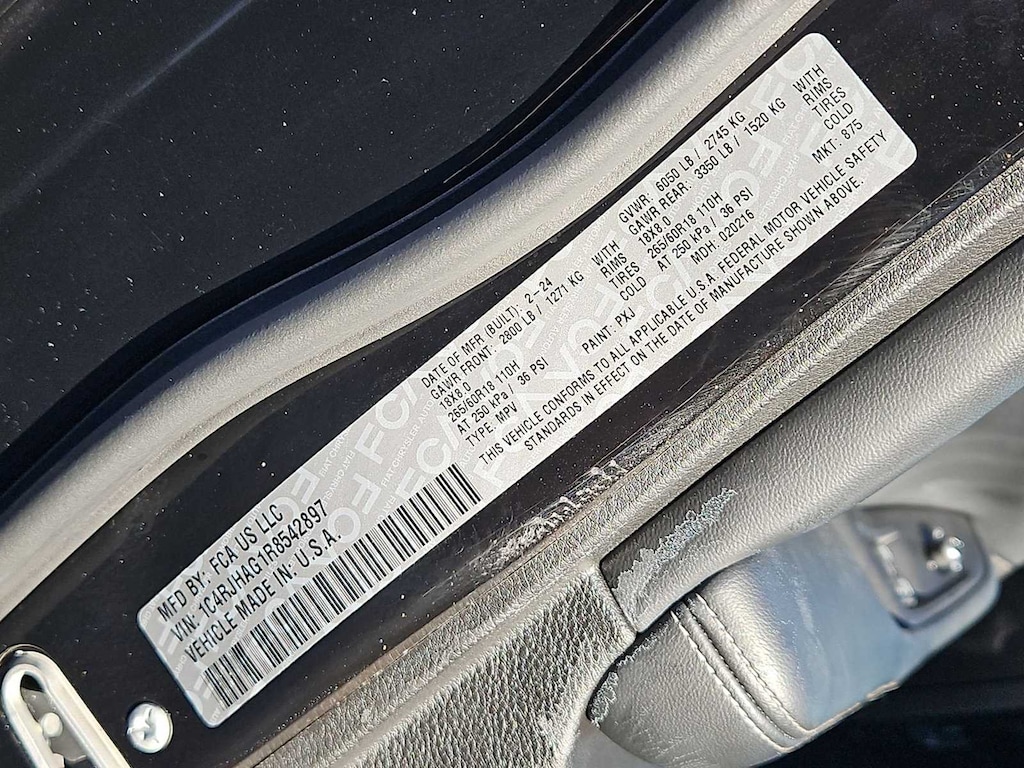 MFD BY: FCA US LLC
VIN: 1C4RJHAG1R8542897
VEHICLE MADE IN: U.S.A.
DATE OF MFR (BUILT) 2 – 24
GAWR FRONT: 2800 LB / 1271 KG WITH
18X8.0 RIMS
265/60R18 110H TIRES
AT 250 kPa / 36 PSI COLD
TYPE: MPV PAINT: PXJ
GVWR: 6050 LB / 2745 KG
GAWR REAR: 3350 LB / 1520 KG WITH
18X8.0 RIMS
265/60R18 110H TIRES
AT 250 kPa / 36 PSI COLD
MDH: 020216 MKT: 875
THIS VEHICLE CONFORMS TO ALL APPLICABLE U.S.A. FEDERAL MOTOR VEHICLE SAFETY
STANDARDS IN EFFECT ON THE DATE OF MANUFACTURE SHOWN ABOVE.